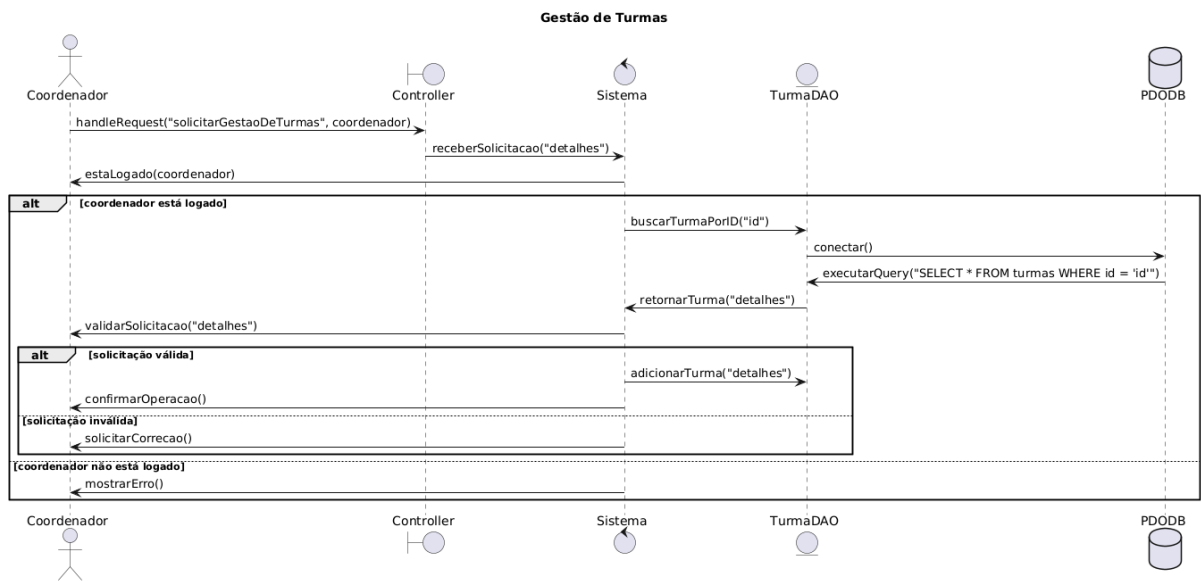 Gestão de Turmas
Coordenador Controller Sistema TurmaDAO PDODB
handleRequest("solicitarGestaoDeTurmas", coordenador)
receberSolicitacao("detalhes")
estaLogado(coordenador)
alt [coordenador está logado]
buscarTurmaPorID("id")
conectar()
executarQuery("SELECT * FROM turmas WHERE id = 'id'")
retornarTurma("detalhes")
validarSolicitacao("detalhes")
alt [solicitação válida]
adicionarTurma("detalhes")
confirmarOperacao()
[solicitação inválida]
solicitarCorrecao()
[coordenador não está logado]
mostrarErro()
Coordenador Controller Sistema TurmaDAO PDODB